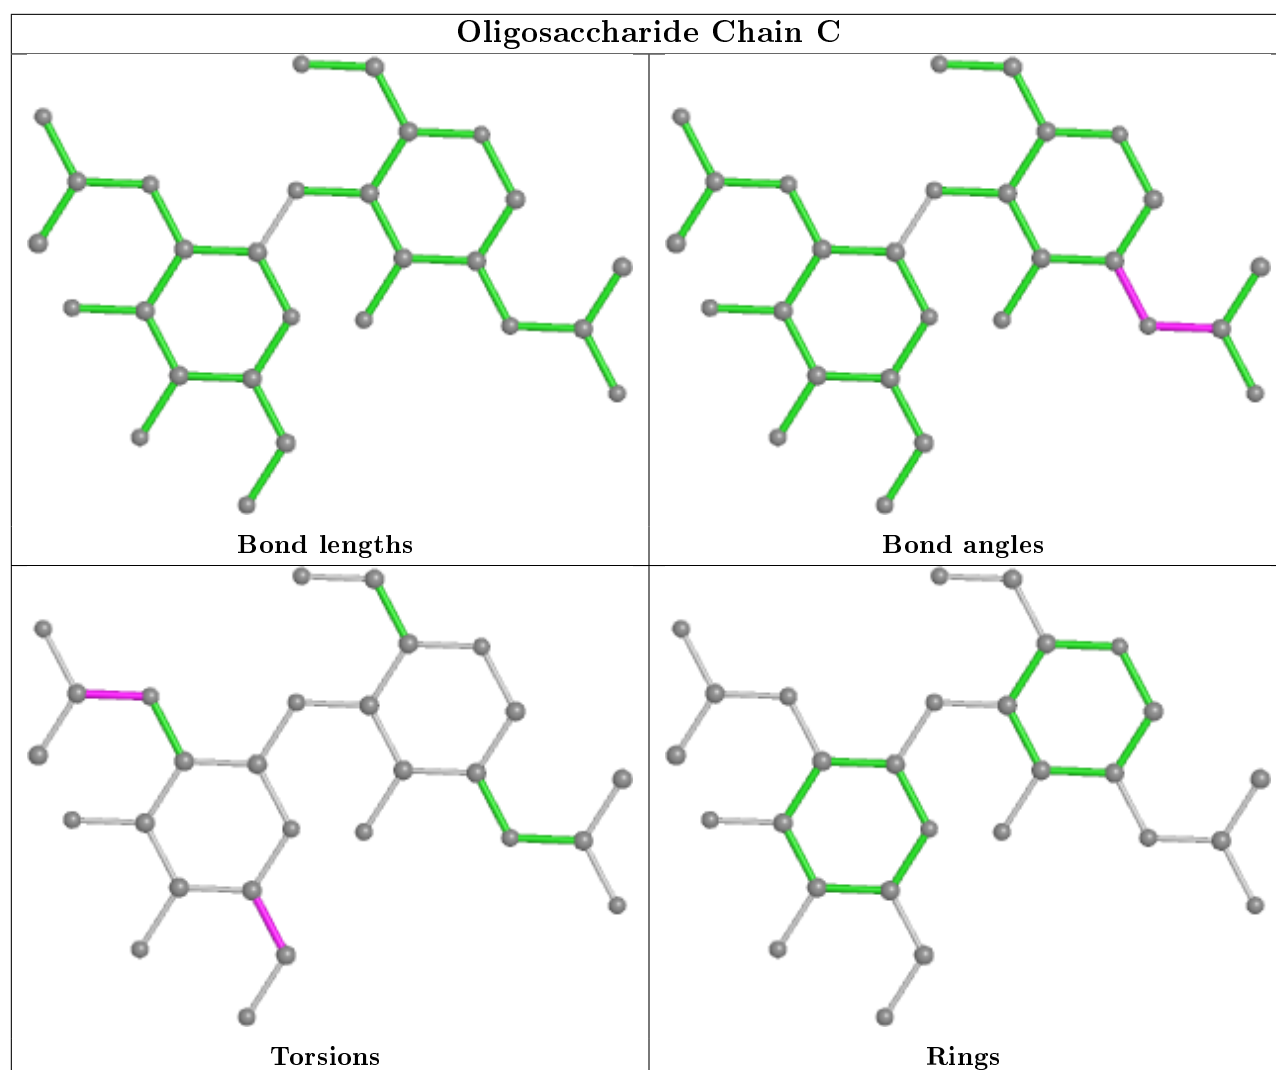 Oligosaccharide Chain C
Bond lengths
Bond angles
Torsions
Rings